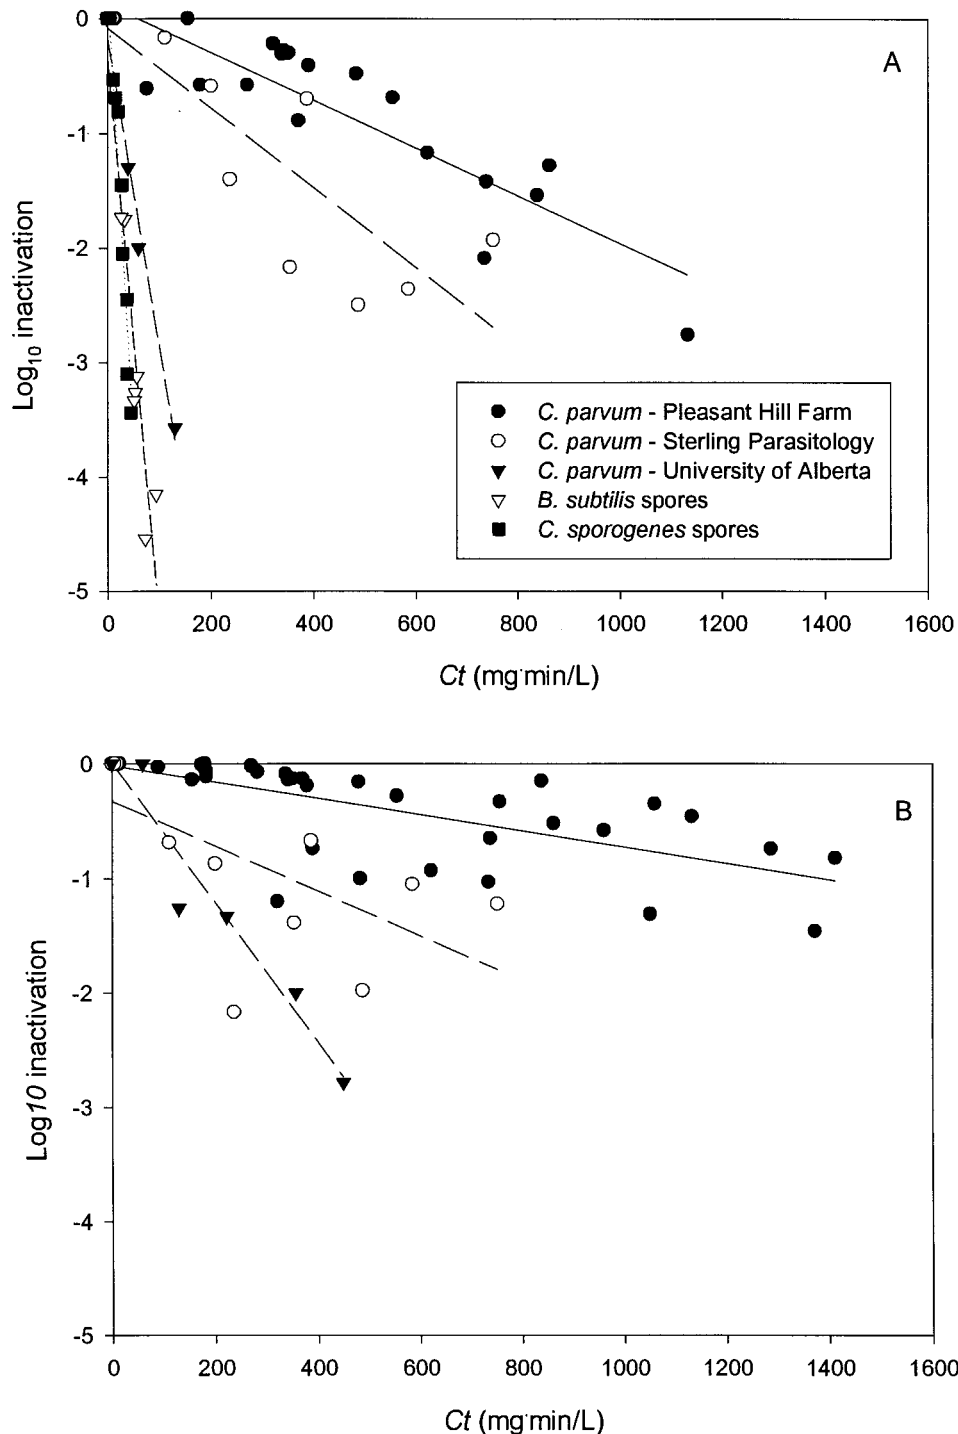 A
0
-1
-2
-3
-4
-5
Log10 inactivation
C. parvum - Pleasant Hill Farm
C. parvum - Sterling Parasitology
C. parvum - University of Alberta
B. subtilis spores
C. sporogenes spores
0 200 400 600 800 1000 1200 1400 1600
Ct (mg·min/L)
B
0
-1
-2
-3
-4
-5
Log10 inactivation
0 200 400 600 800 1000 1200 1400 1600
Ct (mg·min/L)